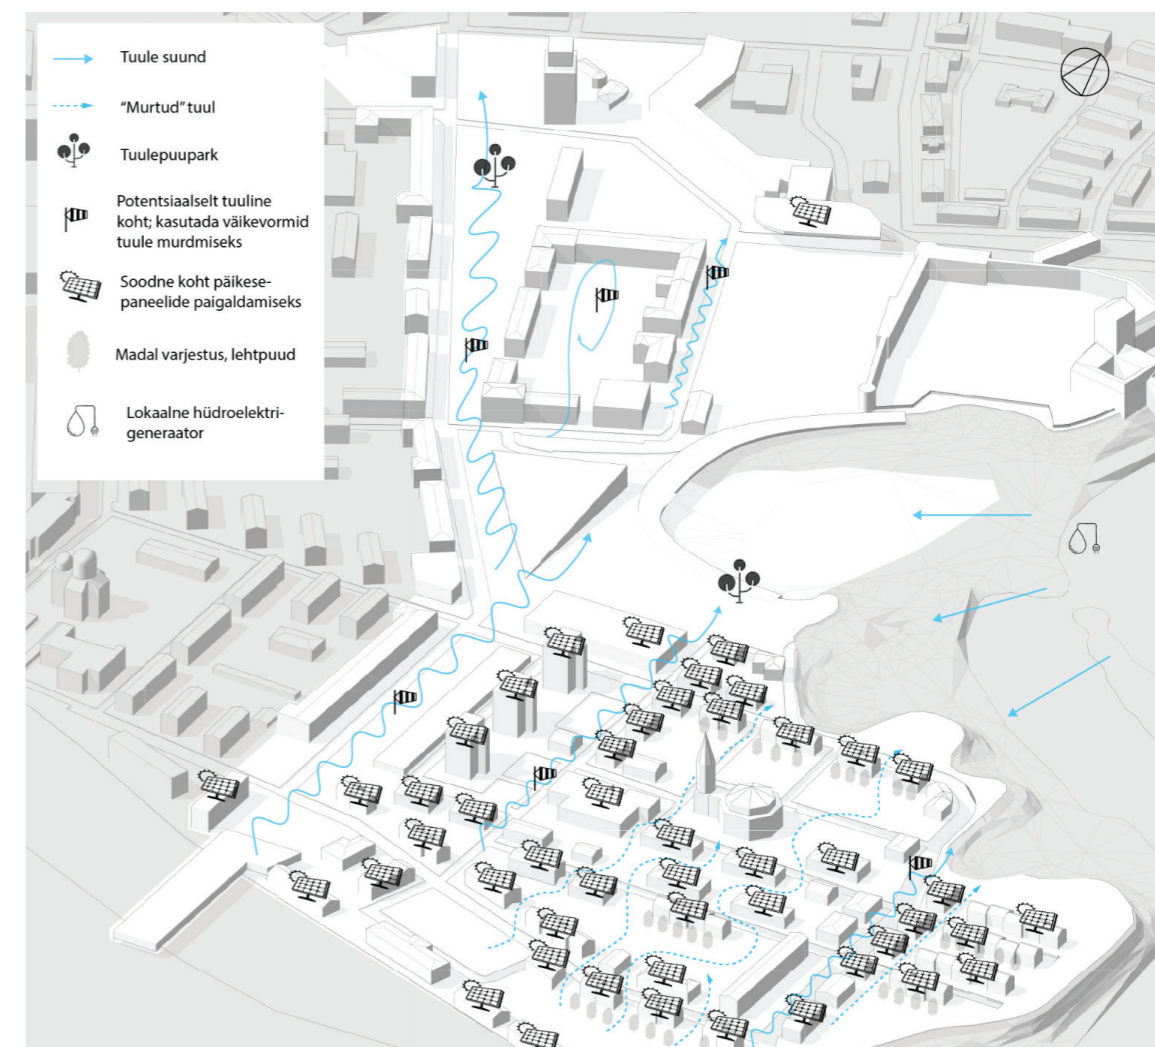 Tuule suund
“Murtud” tuul
Tuulepuupark
Potentsiaalselt tuuline
koht; kasutada väikevormid
tuule murdmiseks
Soodne koht päikese-
paneelide paigaldamiseks
Madal varjestus, lehtpuud
Lokaalne hüdroelektri-
generaator